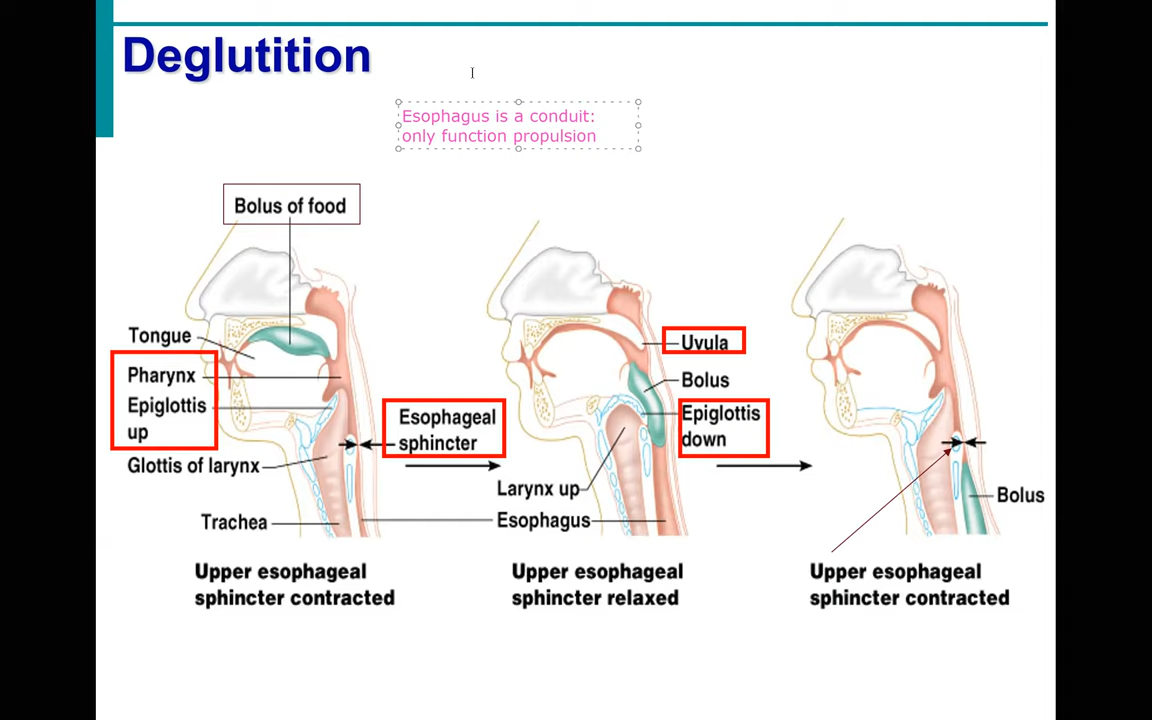 Deglutition
Esophagus is a conduit:
only function propulsion
Bolus of food
Tongue
Pharynx
Epiglottis
up
Glottis of larynx
Trachea
Esophageal
sphincter
Upper esophageal
sphincter contracted
Uvula
Bolus
Epiglottis
down
Larynx up
Esophagus
Upper esophageal
sphincter relaxed
Bolus
Upper esophageal
sphincter contracted